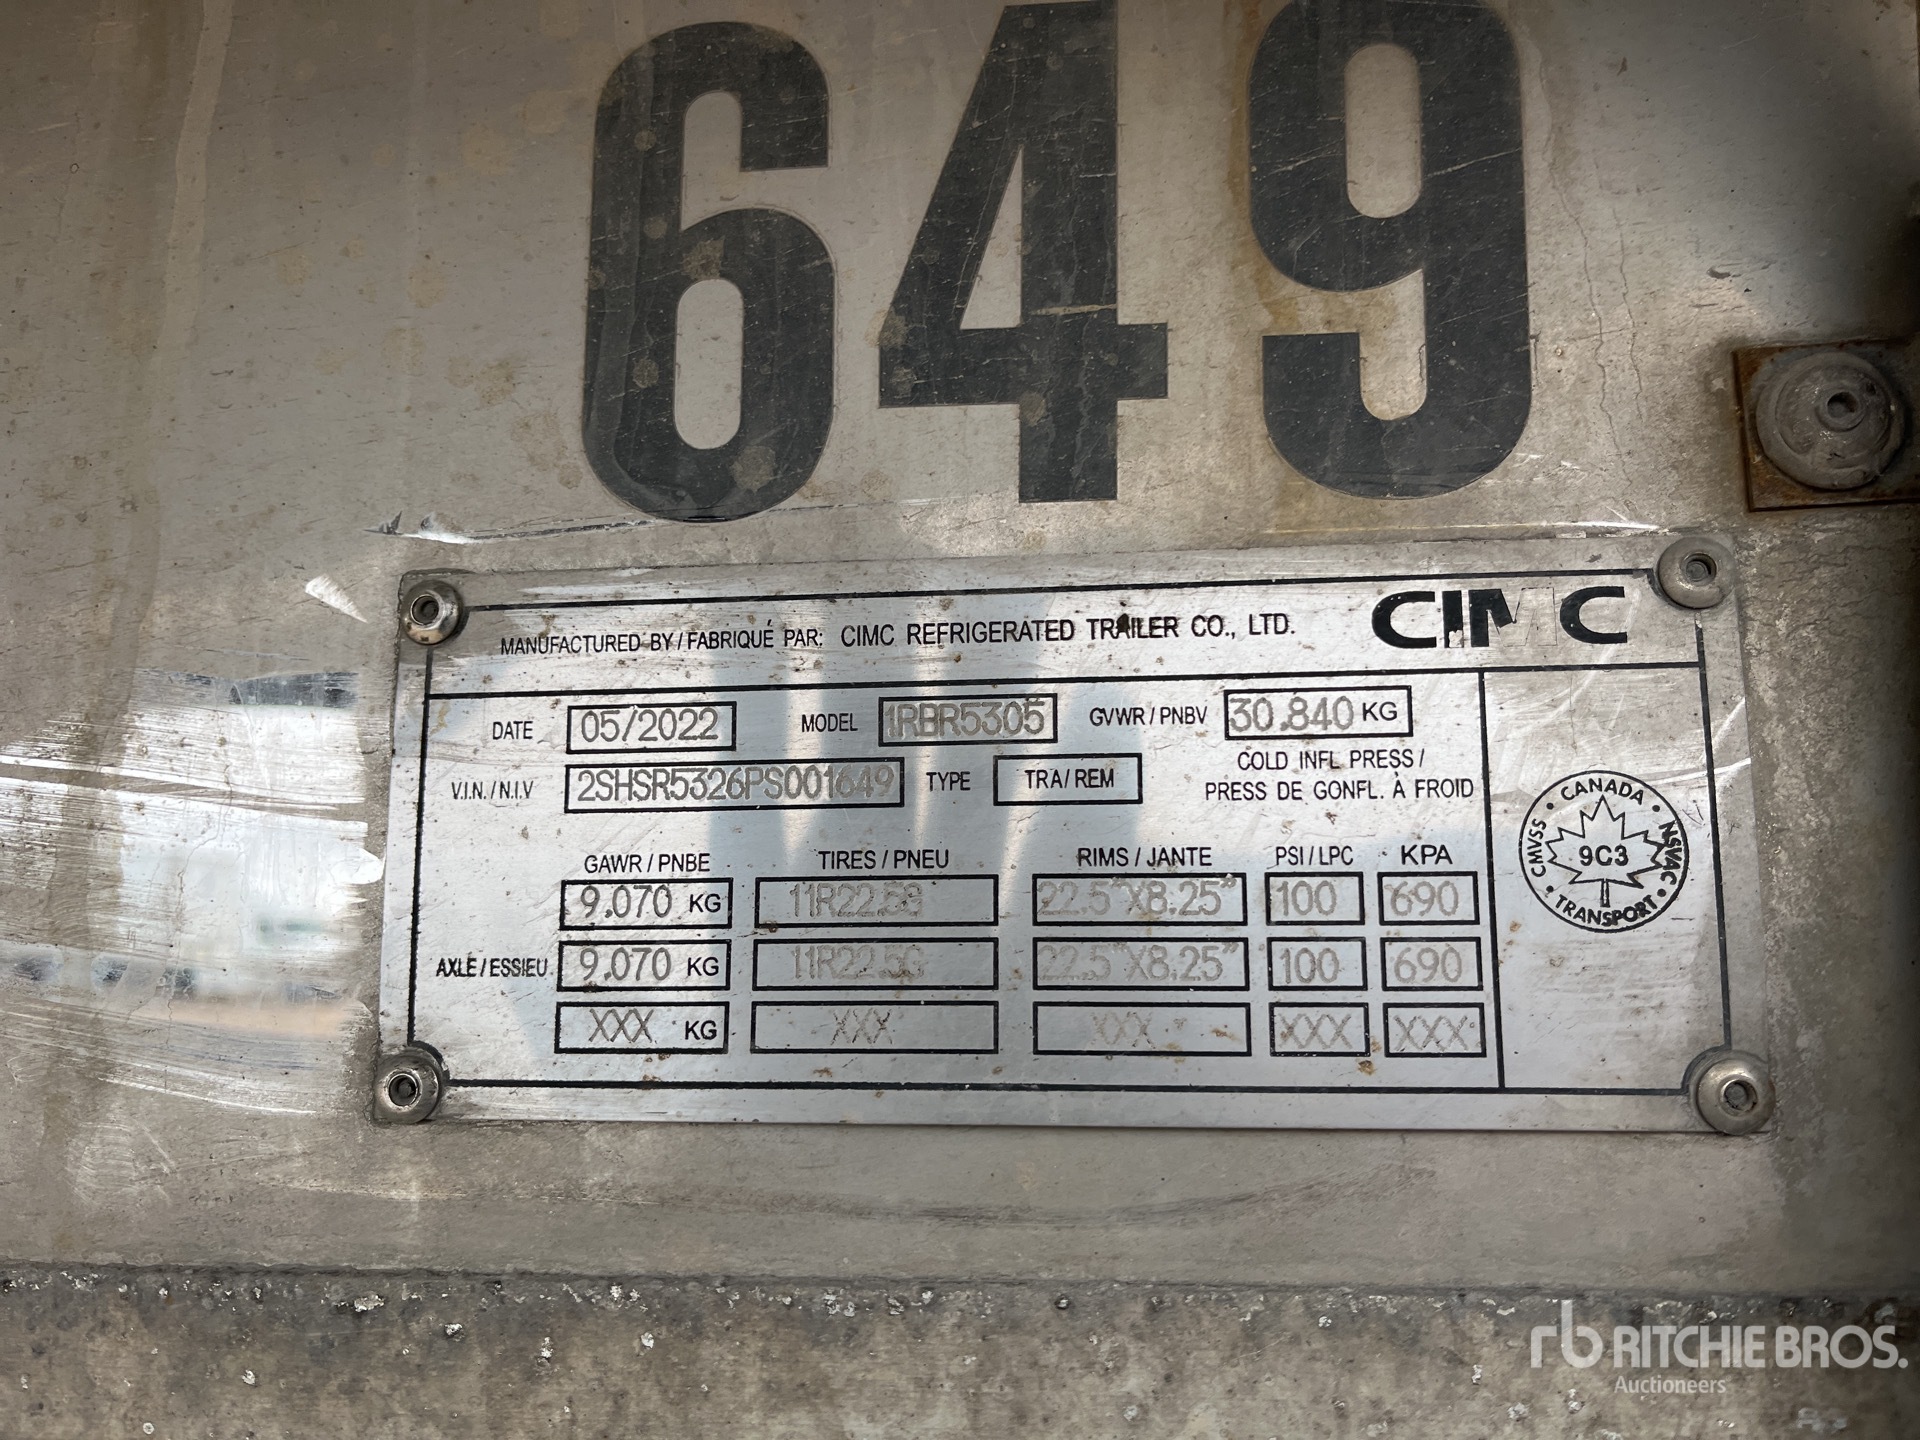 649
MANUFACTURED BY / FABRIQUÉ PAR: CIMC REFRIGERATED TRAILER CO., LTD. CIMC
DATE 05/2022 MODEL 1RBR5305 GVWR / PNBV 30.840 KG
V.I.N. / N.I.V 2SHSR5326PS001649 TYPE TRA / REM
COLD INFL PRESS /
PRESS DE GONFL. À FROID
GAWR / PNBE TIRES / PNEU RIMS / JANTE PSI / LPC · KPA
9.070 KG 11R22.5G 22.5"X8.25" 100 690
AXLE / ESSIEU 9.070 KG 11R22.5G 22.5"X8.25" 100 690
XXX KG XXX XXX XXX XXX
CANADA · NSVAC · TRANSPORT · CMVSS ·
9C3
rb RITCHIE BROS.
Auctioneers